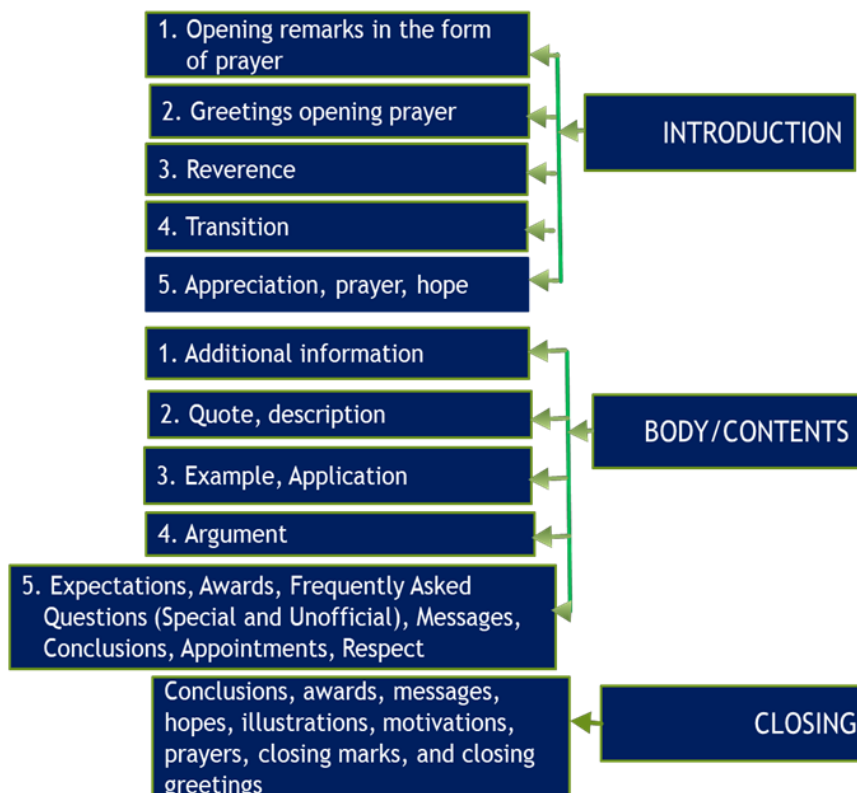 1. Opening remarks in the form
of prayer
2. Greetings opening prayer
INTRODUCTION
3. Reverence
4. Transition
5. Appreciation, prayer, hope
1. Additional information
2. Quote, description
BODY/CONTENTS
3. Example, Application
4. Argument
5. Expectations, Awards, Frequently Asked
Questions (Special and Unofficial), Messages,
Conclusions, Appointments, Respect
Conclusions, awards, messages,
hopes, illustrations, motivations,
prayers, closing marks, and closing
greetings
CLOSING